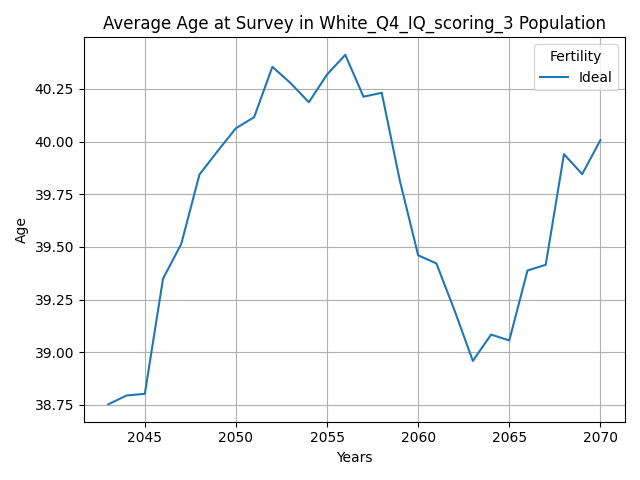 Average Age at Survey in White_Q4_IQ_scoring_3 Population
Fertility
Ideal
40.25
40.00
39.75
39.50
39.25
39.00
38.75
Age
2045 2050 2055 2060 2065 2070
Years